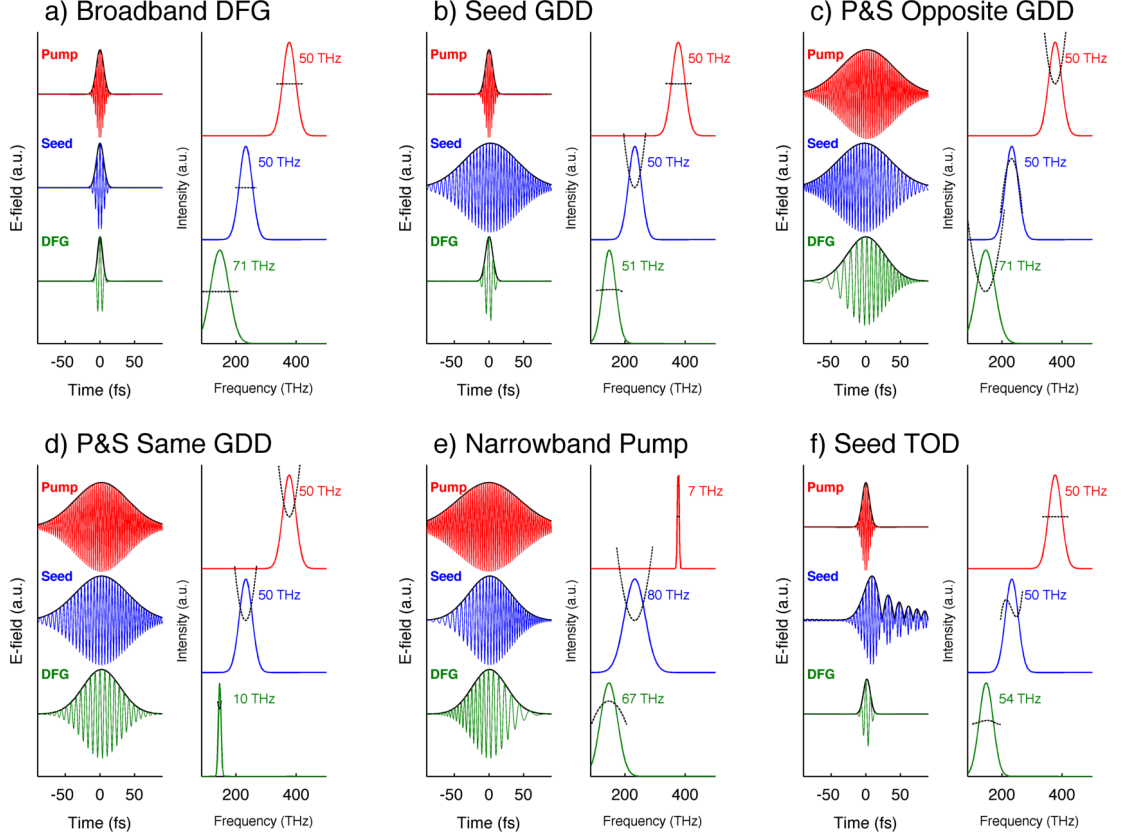 a) Broadband DFG
Pump
50 THz
Seed
50 THz
DFG
71 THz
E-field (a.u.)
Intensity (a.u.)
-50 0 50
200 400
Time (fs)
Frequency (THz)
b) Seed GDD
Pump
50 THz
Seed
50 THz
DFG
51 THz
E-field (a.u.)
Intensity (a.u.)
-50 0 50
200 400
Time (fs)
Frequency (THz)
c) P&S Opposite GDD
Pump
50 THz
Seed
50 THz
DFG
71 THz
E-field (a.u.)
Intensity (a.u.)
-50 0 50
200 400
Time (fs)
Frequency (THz)
d) P&S Same GDD
Pump
50 THz
Seed
50 THz
DFG
10 THz
E-field (a.u.)
Intensity (a.u.)
-50 0 50
200 400
Time (fs)
Frequency (THz)
e) Narrowband Pump
Pump
7 THz
Seed
80 THz
DFG
67 THz
E-field (a.u.)
Intensity (a.u.)
-50 0 50
200 400
Time (fs)
Frequency (THz)
f) Seed TOD
Pump
50 THz
Seed
50 THz
DFG
54 THz
E-field (a.u.)
Intensity (a.u.)
-50 0 50
200 400
Time (fs)
Frequency (THz)